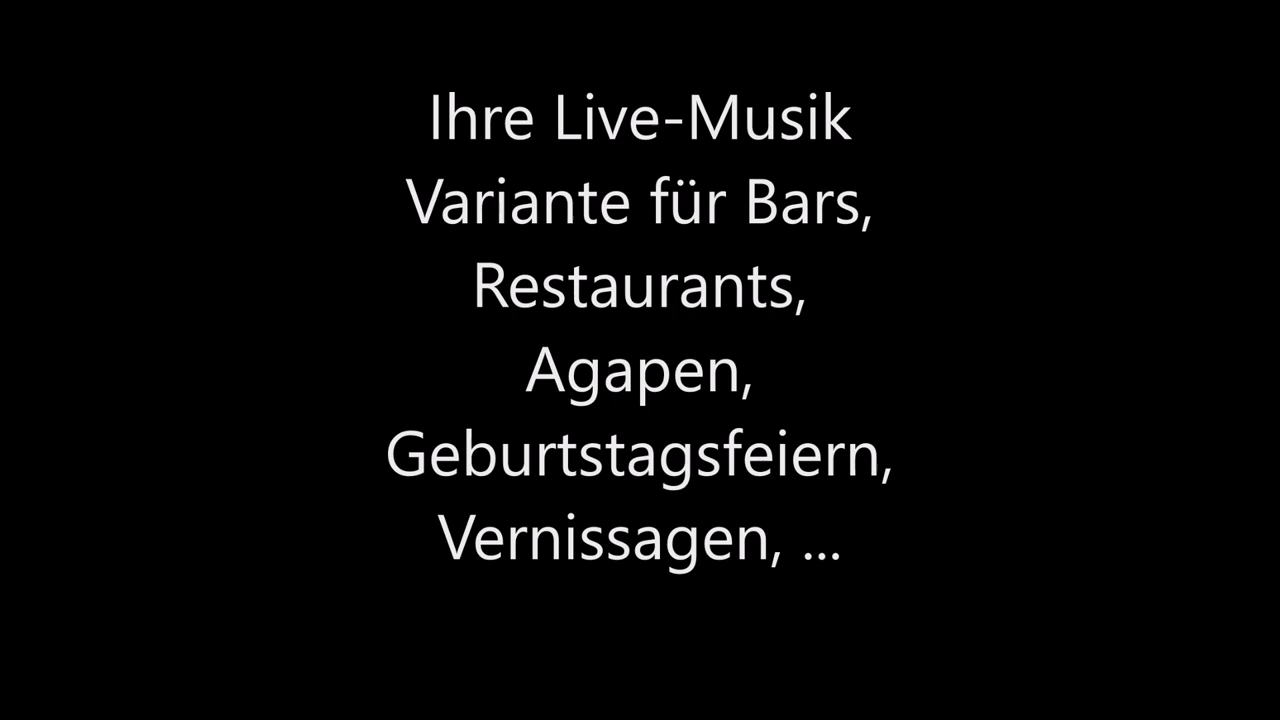 Ihre Live-Musik
Variante für Bars,
Restaurants,
Agapen,
Geburtstagsfeiern,
Vernissagen, ...